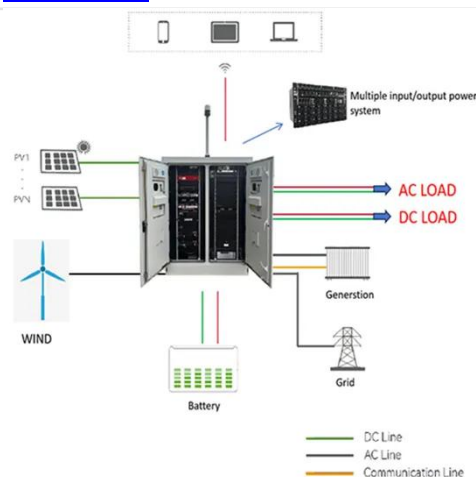 Multiple input/output power
system
PV1
PVN
AC LOAD
DC LOAD
WIND
Generstion
Battery
Grid
DC Line
AC Line
Communication Line